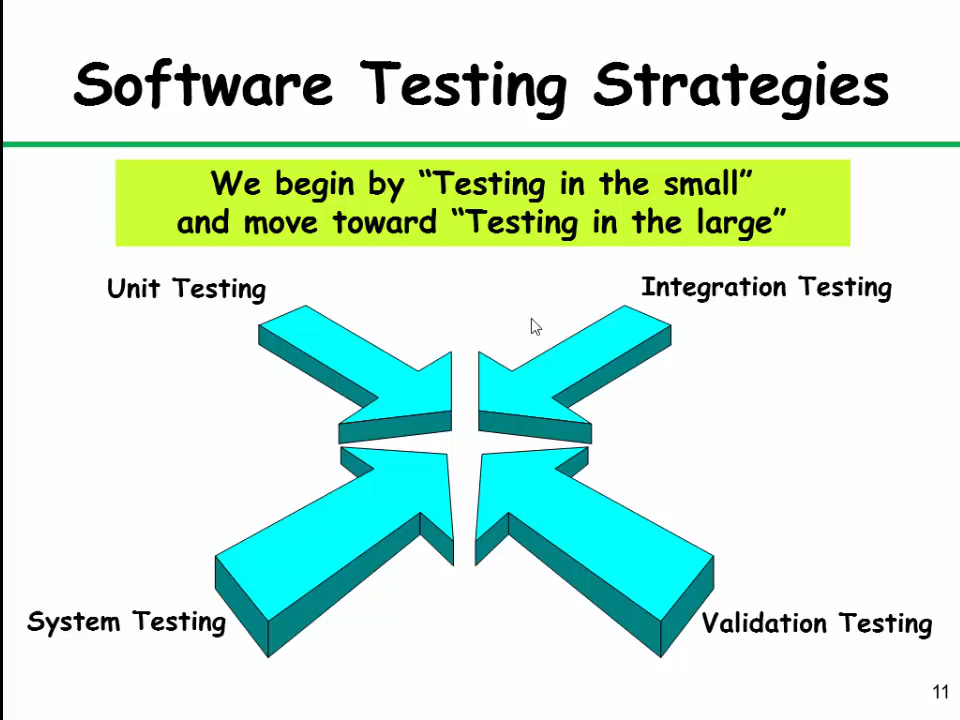 Software Testing Strategies
We begin by “Testing in the small”
and move toward “Testing in the large”
Unit Testing
Integration Testing
System Testing
Validation Testing
11